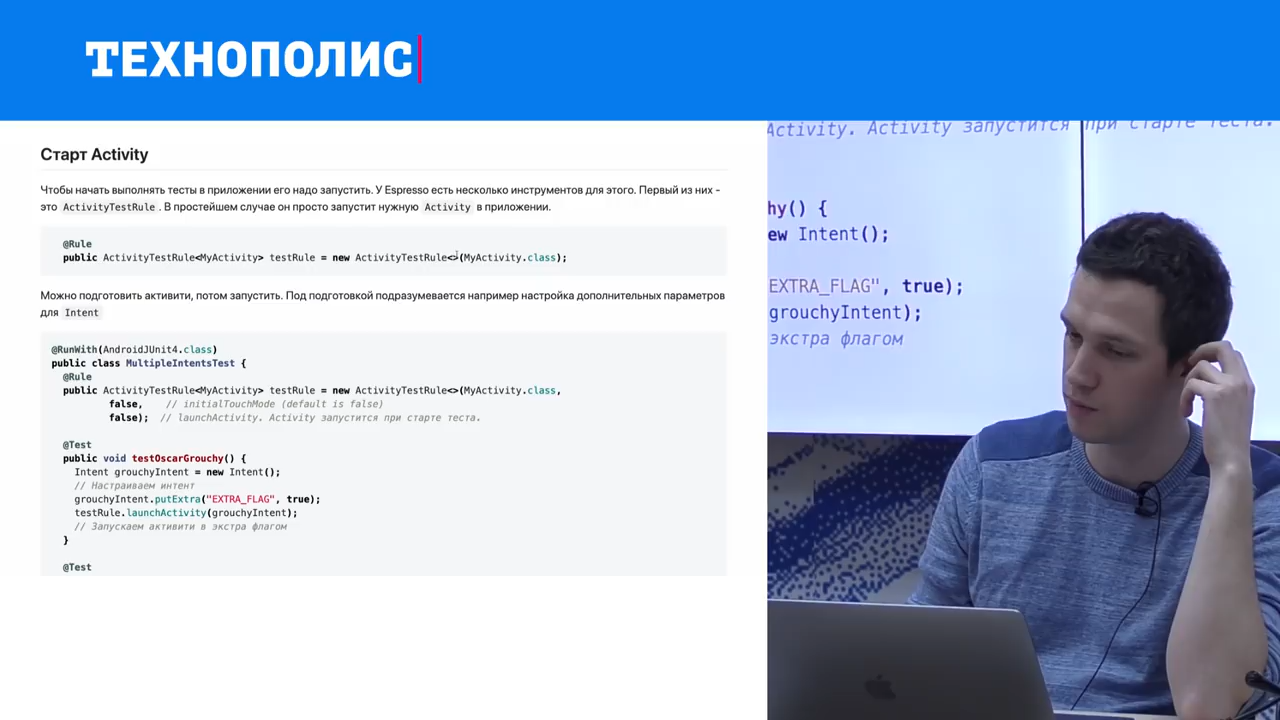 ТЕХНОПОЛИС
Старт Activity
Чтобы начать выполнять тесты в приложении его надо запустить. У Espresso есть несколько инструментов для этого. Первый из них -
это ActivityTestRule . В простейшем случае он просто запустит нужную Activity в приложении.
@Rule
public ActivityTestRule<MyActivity> testRule = new ActivityTestRule<>(MyActivity.class);
Можно подготовить активити, потом запустить. Под подготовкой подразумевается например настройка дополнительных параметров
для Intent
@RunWith(AndroidJUnit4.class)
public class MultipleIntentsTest {
@Rule
public ActivityTestRule<MyActivity> testRule = new ActivityTestRule<>(MyActivity.class,
false, // initialTouchMode (default is false)
false); // launchActivity. Activity запустится при старте теста.
@Test
public void testOscarGrouchy() {
Intent grouchyIntent = new Intent();
// Настраиваем интент
grouchyIntent.putExtra("EXTRA_FLAG", true);
testRule.launchActivity(grouchyIntent);
// Запускаем активити в экстра флагом
}
@Test
Activity. Activity запустится при старте теста.
hy() {
ew Intent();
EXTRA_FLAG", true);
grouchyIntent);
экстра флагом